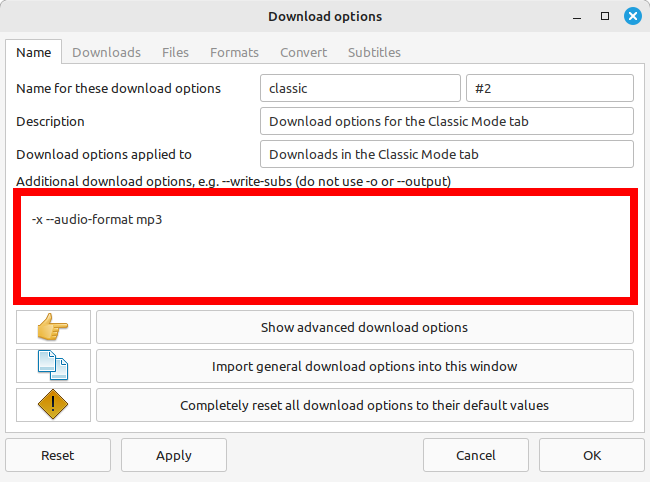 Download options
Name Downloads Files Formats Convert Subtitles
Name for these download options classic #2
Description Download options for the Classic Mode tab
Download options applied to Downloads in the Classic Mode tab
Additional download options, e.g. --write-subs (do not use -o or --output)
-x --audio-format mp3
Show advanced download options
Import general download options into this window
Completely reset all download options to their default values
Reset Apply Cancel OK